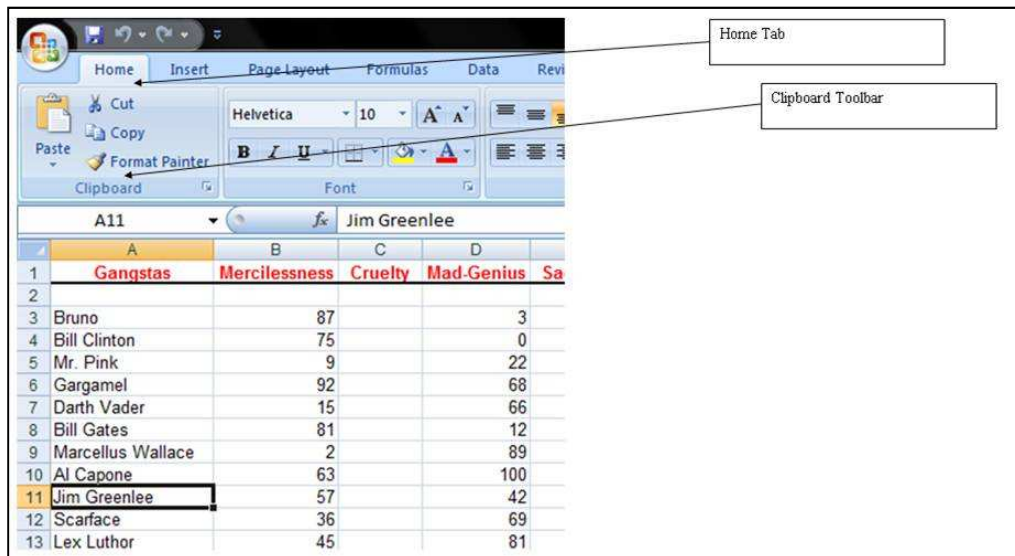 Home Tab
Home Insert Page Layout Formulas Data Revi
Clipboard Toolbar
Cut
Copy
Paste
Format Painter
Helvetica 10 A A
B I U A
Clipboard Font
A11 fx Jim Greenlee
A B C D
1 Gangstas Mercilessness Cruelty Mad-Genius Sa
2
3 Bruno 87 3
4 Bill Clinton 75 0
5 Mr. Pink 9 22
6 Gargamel 92 68
7 Darth Vader 15 66
8 Bill Gates 81 12
9 Marcellus Wallace 2 89
10 Al Capone 63 100
11 Jim Greenlee 57 42
12 Scarface 36 69
13 Lex Luthor 45 81